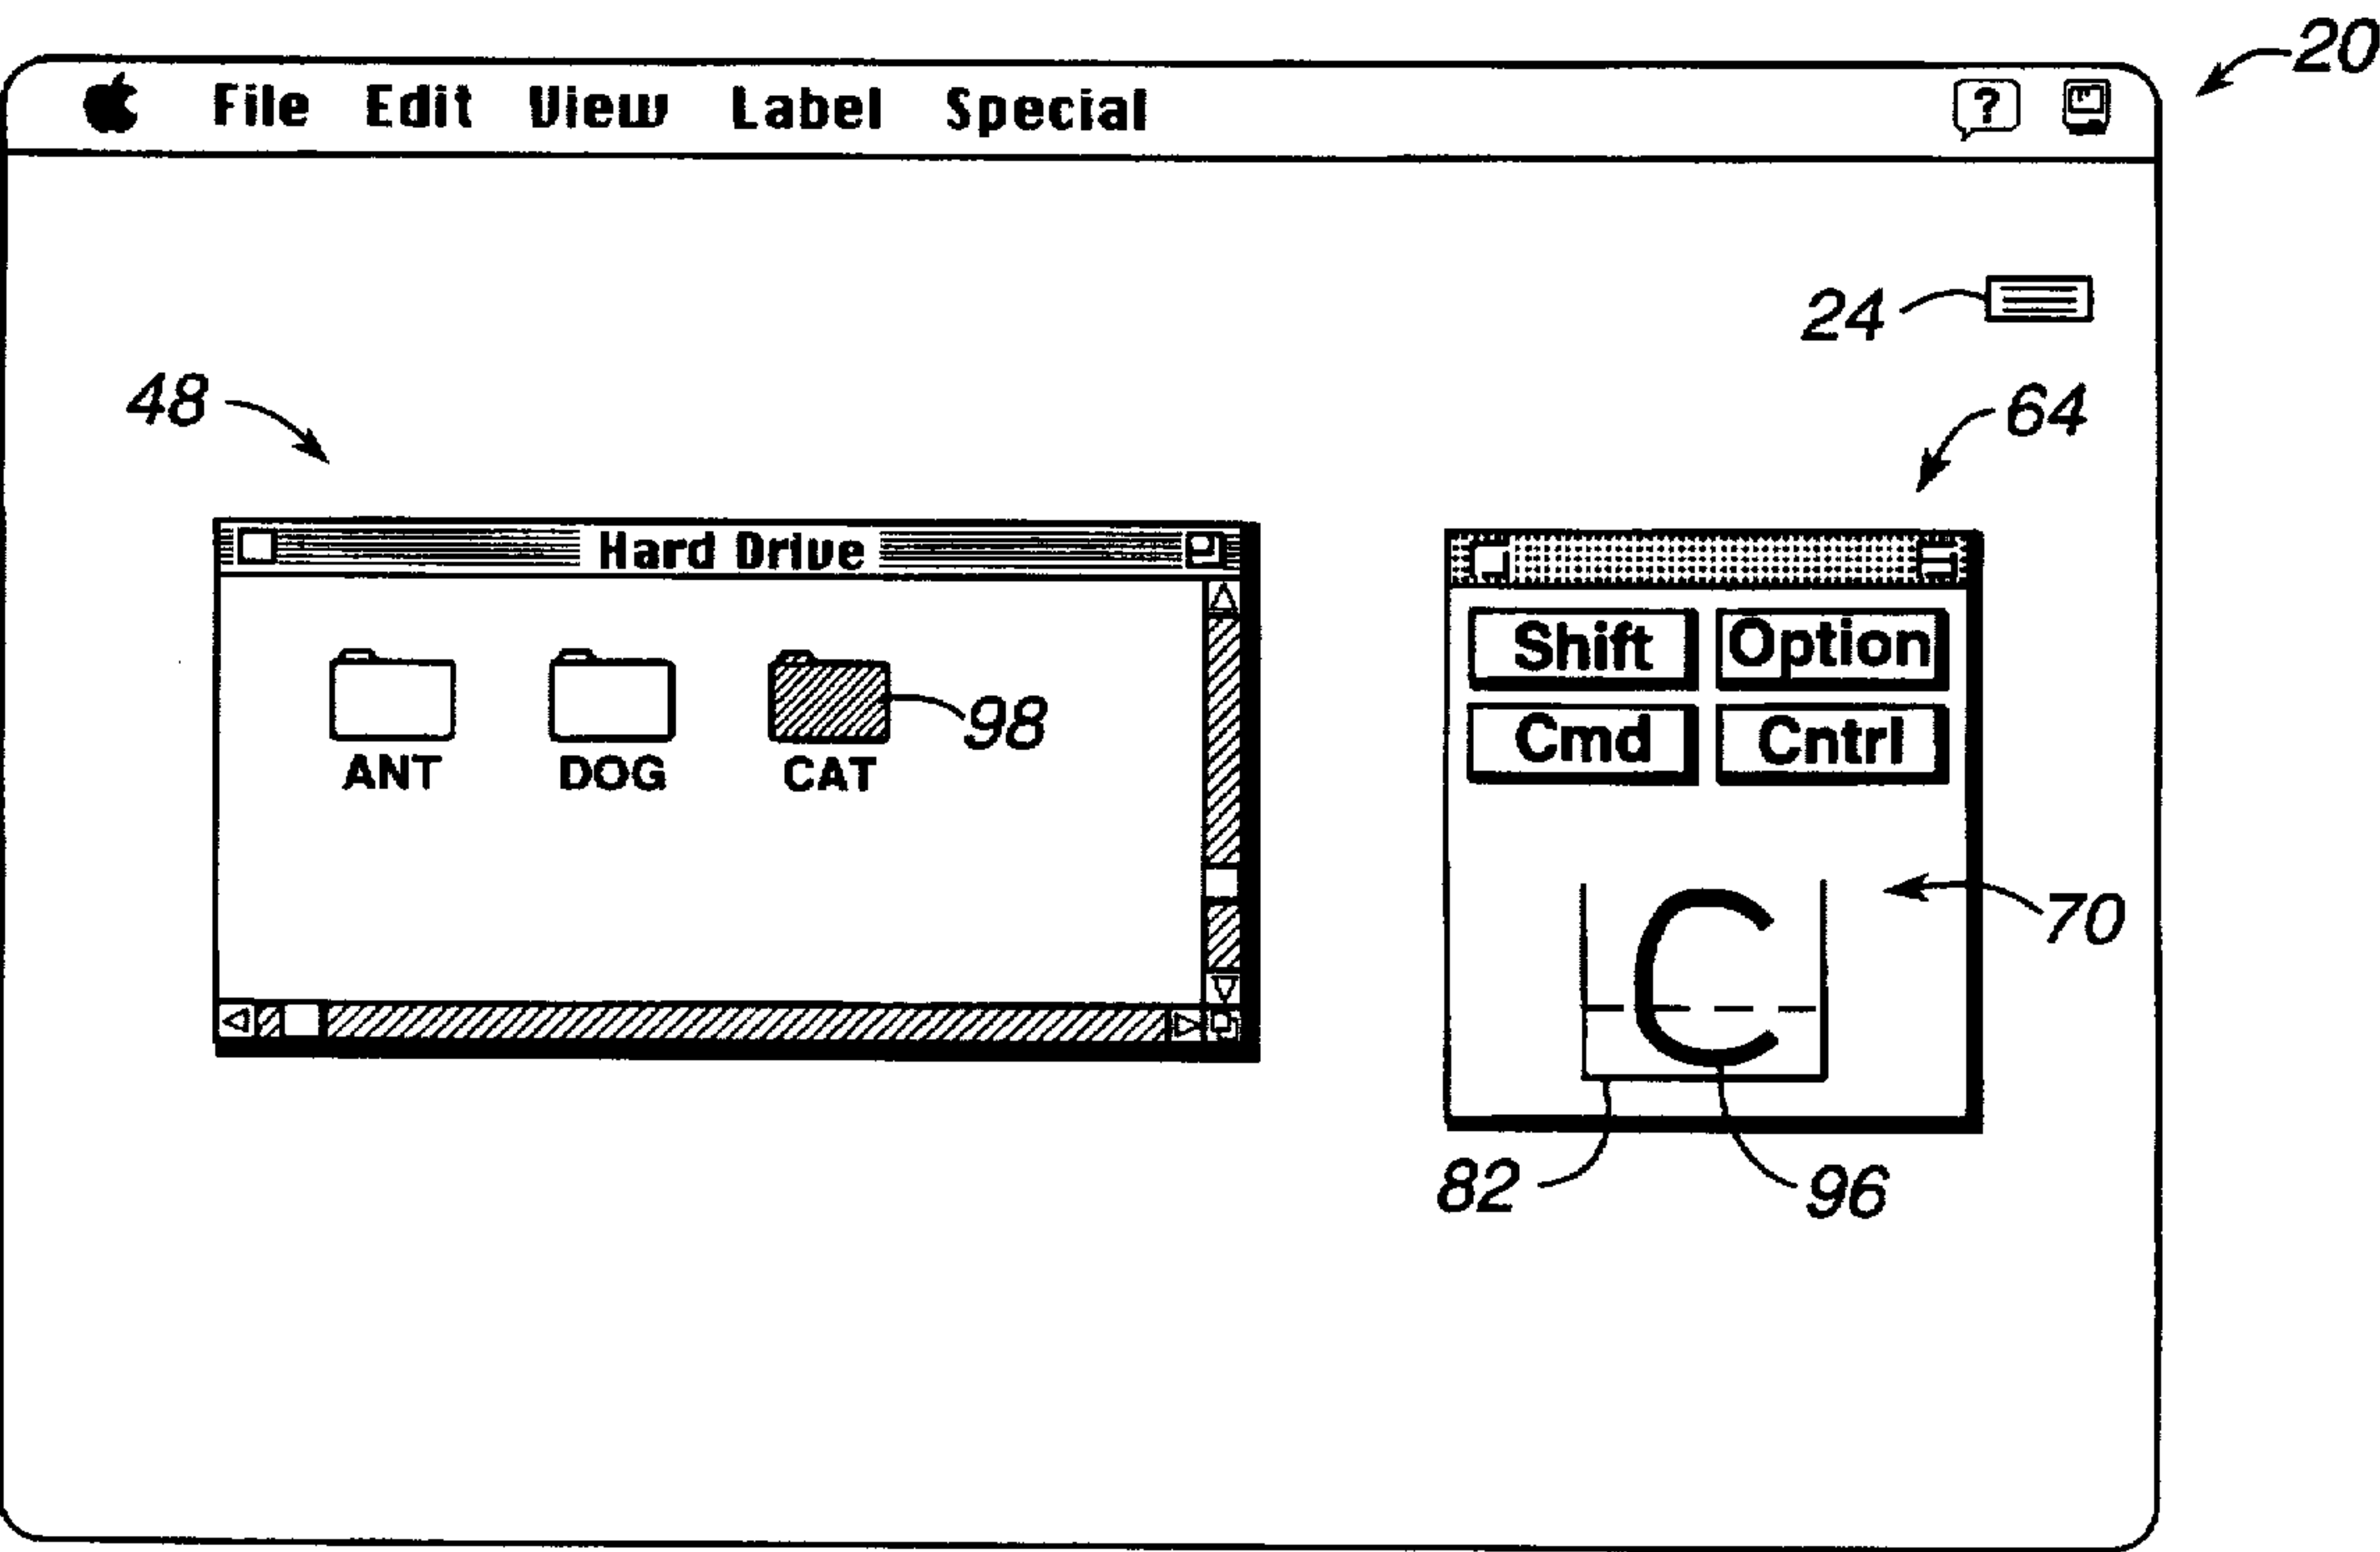 20
File Edit View Label Special ?
24
48
64
Hard Drive
Shift Option
98
Cmd Cntrl
ANT DOG CAT
C
70
82 96